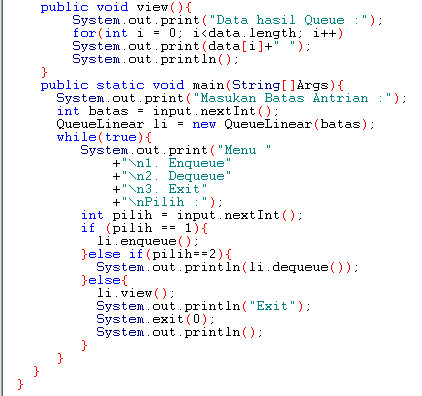 public void view(){
System.out.print("Data hasil Queue :");
for(int i = 0; i<data.length; i++)
System.out.print(data[i]+" ");
System.out.println();
}
public static void main(String[]Args){
System.out.print("Masukan Batas Antrian :");
int batas = input.nextInt();
QueueLinear li = new QueueLinear(batas);
while(true){
System.out.print("Menu "
+"\n1. Enqueue"
+"\n2. Dequeue"
+"\n3. Exit"
+"\nPilih :");
int pilih = input.nextInt();
if (pilih == 1){
li.enqueue();
}else if(pilih==2){
System.out.println(li.dequeue());
}else{
li.view();
System.out.println("Exit");
System.exit(0);
System.out.println();
}
}
}
}